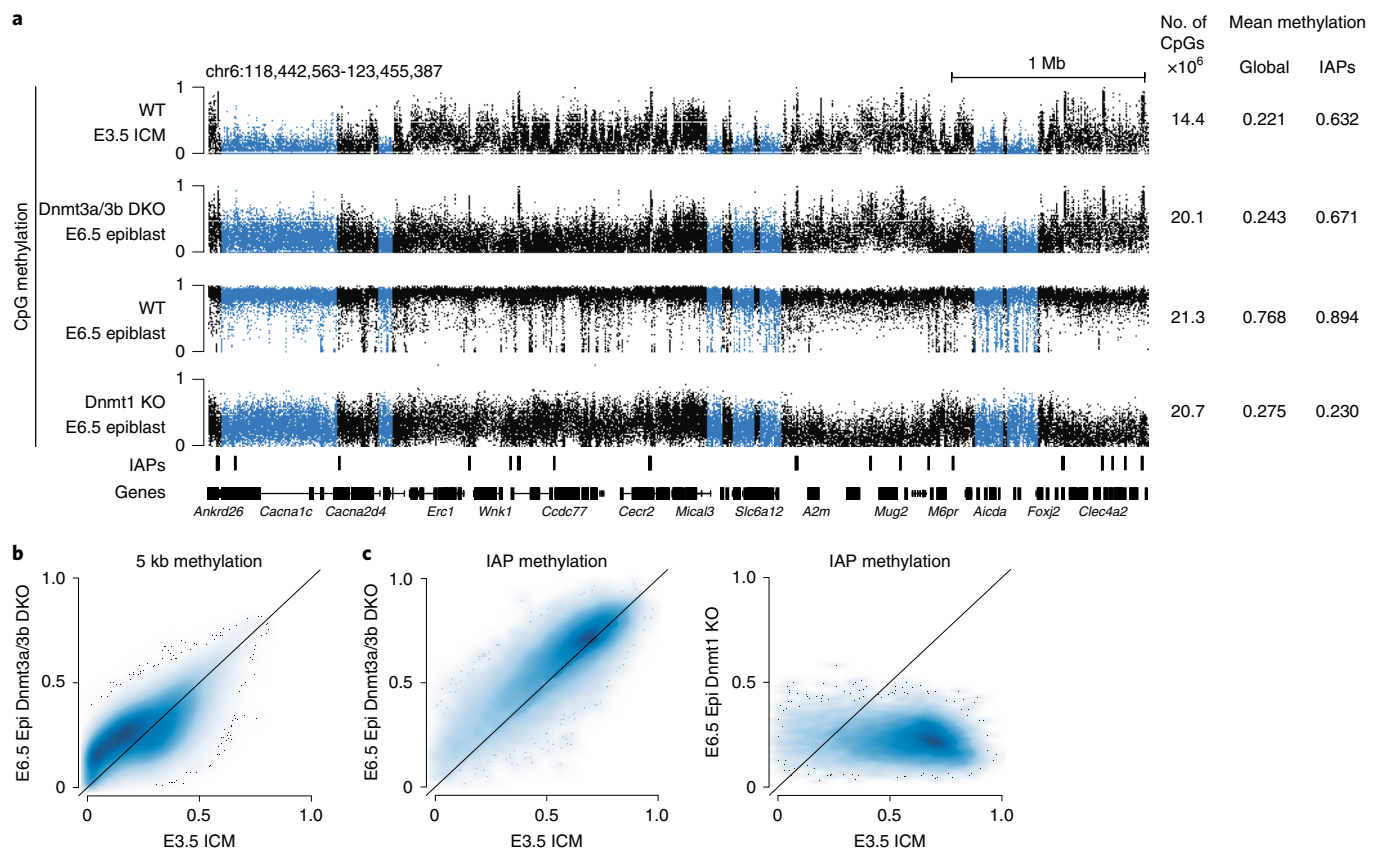 a
No. of Mean methylation
CpGs
×10⁶ Global IAPs
chr6:118,442,563-123,455,387
1 Mb
CpG methylation
1
WT
E3.5 ICM
0
14.4 0.221 0.632
1
Dnmt3a/3b DKO
E6.5 epiblast
0
20.1 0.243 0.671
1
WT
E6.5 epiblast
0
21.3 0.768 0.894
1
Dnmt1 KO
E6.5 epiblast
0
20.7 0.275 0.230
IAPs
Genes
Ankrd26 Cacna1c Cacna2d4 Erc1 Wnk1 Ccdc77 Cecr2 Mical3 Slc6a12 A2m Mug2 M6pr Aicda Foxj2 Clec4a2
b
5 kb methylation
E6.5 Epi Dnmt3a/3b DKO
1.0
0.5
0
0 0.5 1.0
E3.5 ICM
c
IAP methylation
E6.5 Epi Dnmt3a/3b DKO
1.0
0.5
0
0 0.5 1.0
E3.5 ICM
IAP methylation
E6.5 Epi Dnmt1 KO
1.0
0.5
0
0 0.5 1.0
E3.5 ICM